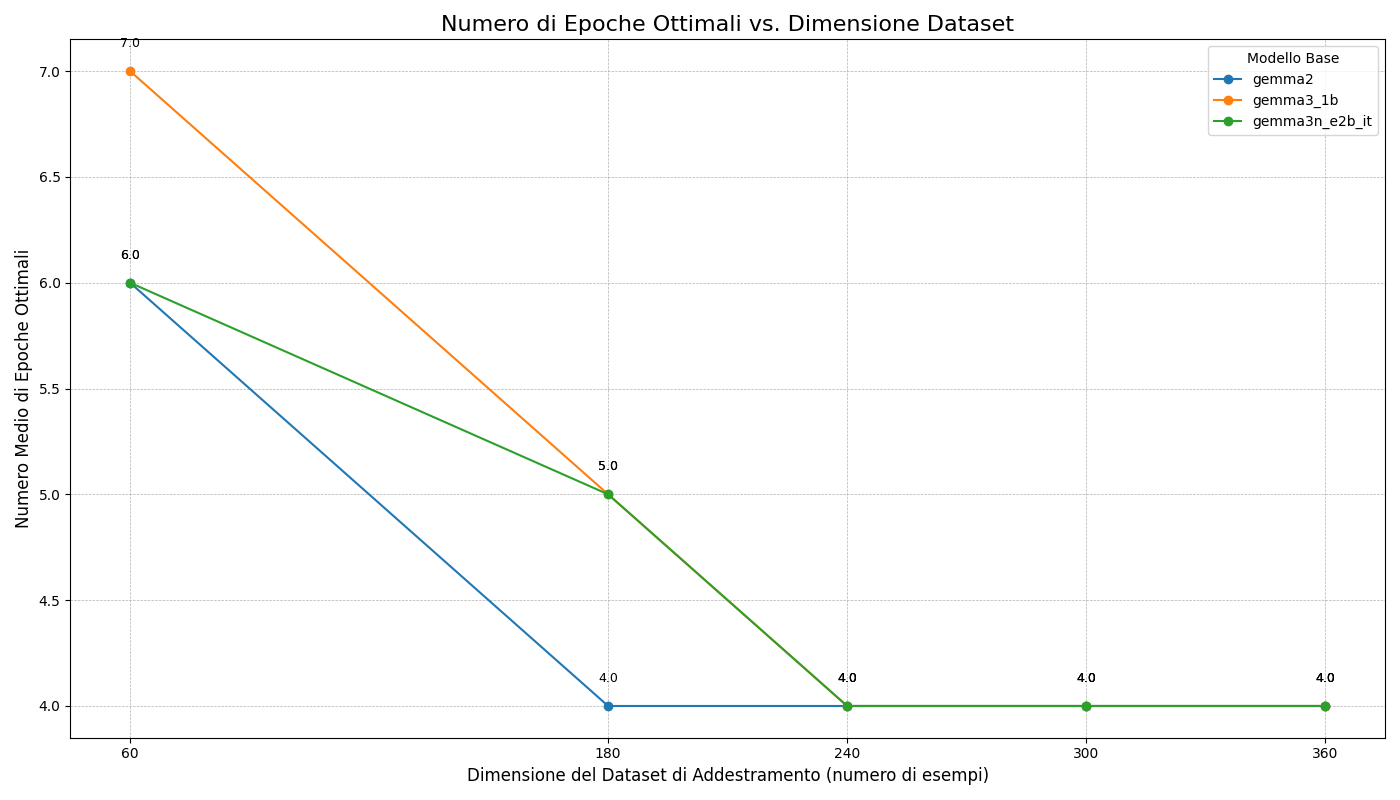 Numero di Epoche Ottimali vs. Dimensione Dataset
Numero Medio di Epoche Ottimali
7.0
6.5
6.0
5.5
5.0
4.5
4.0
7.0
6.0
5.0
4.0
4.0
4.0
4.0
Modello Base
gemma2
gemma3_1b
gemma3n_e2b_it
60
180
240
300
360
Dimensione del Dataset di Addestramento (numero di esempi)